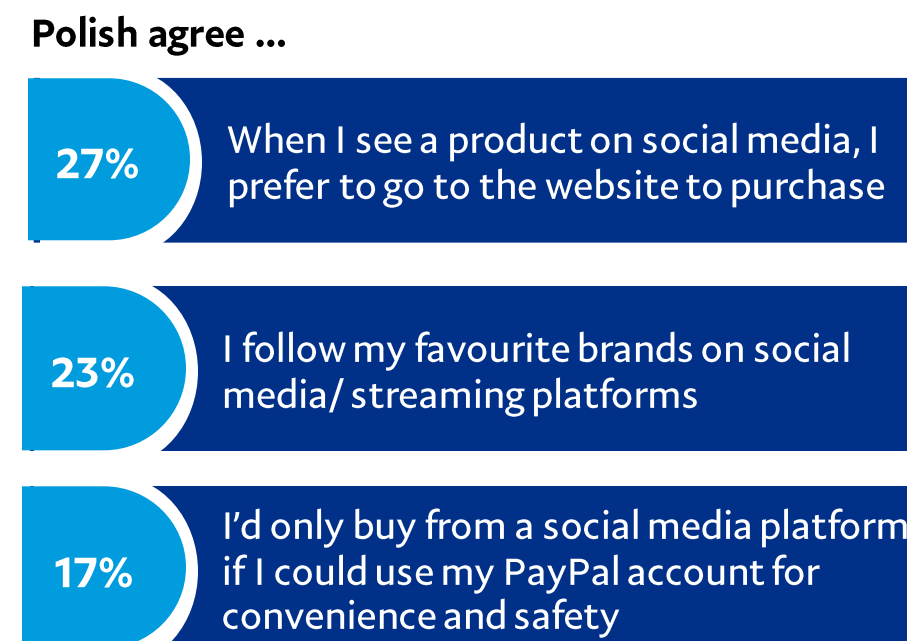 Polish agree ...
27%
When I see a product on social media, I
prefer to go to the website to purchase
23%
I follow my favourite brands on social
media/ streaming platforms
17%
I'd only buy from a social media platform
if I could use my PayPal account for
convenience and safety